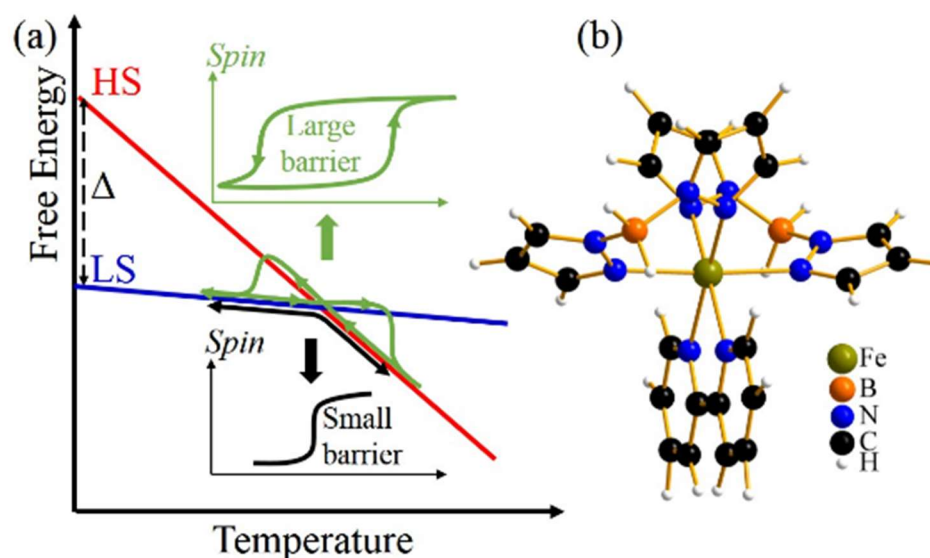 (a)
Free Energy
HS
Δ
LS
Spin
Large
barrier
Spin
Small
barrier
Temperature
(b)
Fe
B
N
C
H